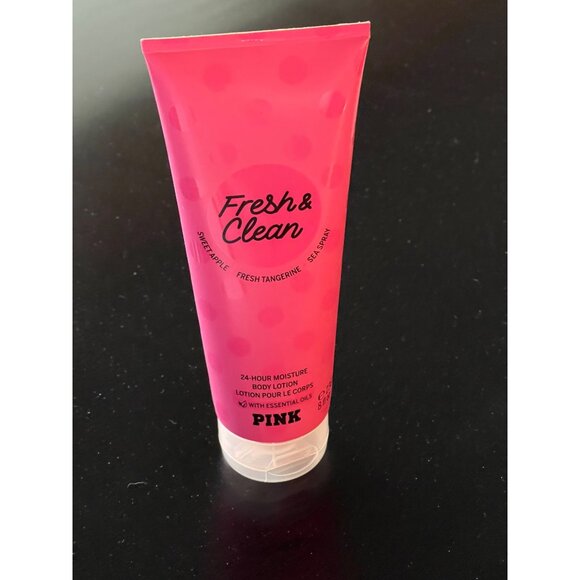 Fresh &
Clean
SWEET APPLE FRESH TANGERINE SEA SPRAY
24-HOUR MOISTURE
BODY LOTION
LOTION POUR LE CORPS
WITH ESSENTIAL OILS
PINK